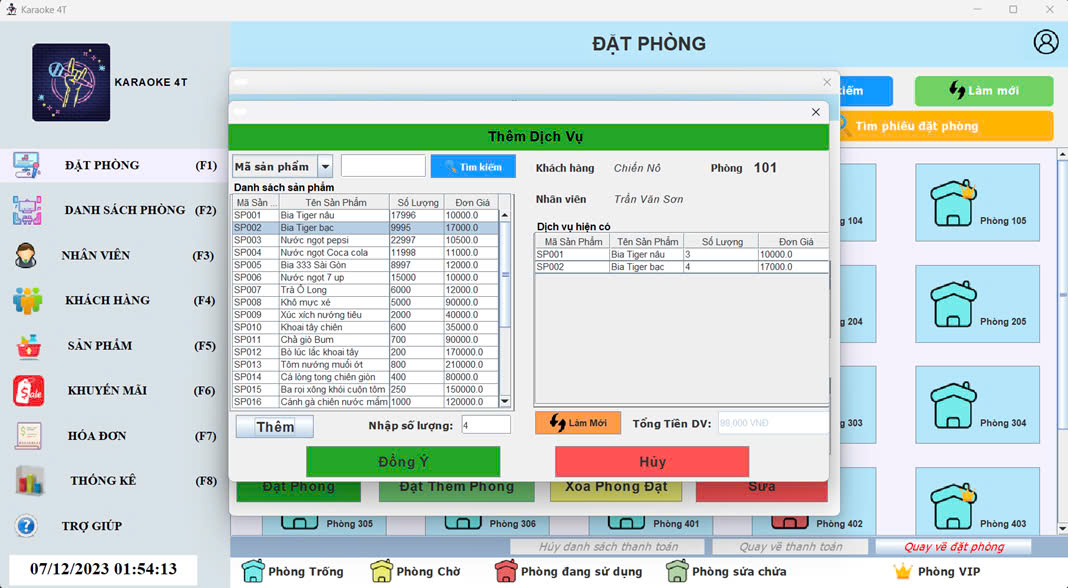 Karaoke 4T
KARAOKE 4T
ĐẶT PHÒNG (F1)
DANH SÁCH PHÒNG (F2)
NHÂN VIÊN (F3)
KHÁCH HÀNG (F4)
SẢN PHẨM (F5)
KHUYẾN MÃI (F6)
HÓA ĐƠN (F7)
THỐNG KÊ (F8)
TRỢ GIÚP
07/12/2023 01:54:13
ĐẶT PHÒNG
Làm mới
Tìm phiếu đặt phòng
Thêm Dịch Vụ
Mã sản phẩm Tìm kiếm
Khách hàng Chiến Nô Phòng 101
Nhân viên Trần Văn Sơn
Danh sách sản phẩm
Mã Sản ... Tên Sản Phẩm Số Lượng Đơn Giá
SP001 Bia Tiger nâu 17996 10000.0
SP002 Bia Tiger bạc 9995 17000.0
SP003 Nước ngọt pepsi 22997 10500.0
SP004 Nước ngọt Coca cola 11998 11000.0
SP005 Bia 333 Sài Gòn 8997 12000.0
SP006 Nước ngọt 7 up 15000 10000.0
SP007 Trà Ô Long 6000 12000.0
SP008 Khô mực xé 5000 90000.0
SP009 Xúc xích nướng tiêu 2000 40000.0
SP010 Khoai tây chiên 600 35000.0
SP011 Chả giò Bum 700 90000.0
SP012 Bò lúc lắc khoai tây 200 170000.0
SP013 Tôm nướng muối ớt 800 210000.0
SP014 Cá lòng tong chiên giòn 400 80000.0
SP015 Ba rọi xông khói cuộn tôm 250 150000.0
SP016 Cánh gà chiên nước mắm 1000 120000.0
Dịch vụ hiện có
Mã Sản Phẩm Tên Sản Phẩm Số Lượng Đơn Giá
SP001 Bia Tiger nâu 3 10000.0
SP002 Bia Tiger bạc 4 17000.0
Thêm Nhập số lượng: 4
Làm Mới Tổng Tiền DV: 98,000 VNĐ
Đồng Ý Hủy
Đặt Phòng Đặt Thêm Phòng Xóa Phòng Đặt Sửa
104 Phòng 105
204 Phòng 205
303 Phòng 304
Phòng 305 Phòng 306 Phòng 401 Phòng 402 Phòng 403
Hủy danh sách thanh toán Quay về thanh toán Quay về đặt phòng
Phòng Trống Phòng Chờ Phòng đang sử dụng Phòng sửa chữa Phòng VIP